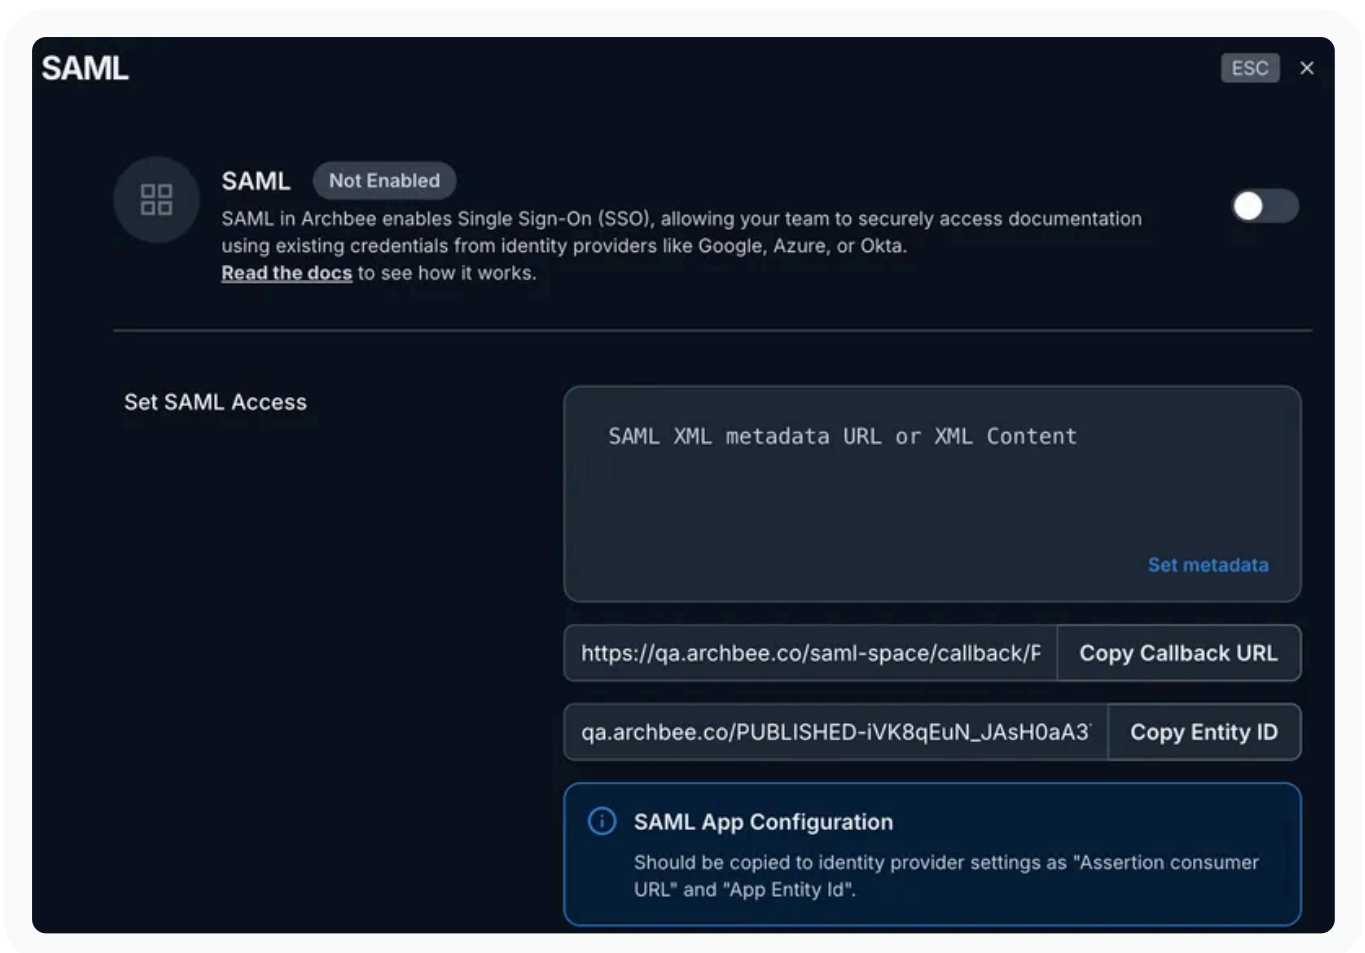 SAML
ESC
SAML
Not Enabled
SAML in Archbee enables Single Sign-On (SSO), allowing your team to securely access documentation
using existing credentials from identity providers like Google, Azure, or Okta.
Read the docs to see how it works.
Set SAML Access
SAML XML metadata URL or XML Content
Set metadata
https://qa.archbee.co/saml-space/callback/P
Copy Callback URL
qa.archbee.co/PUBLISHED-iVK8qEuN_JAsH0aA3
Copy Entity ID
SAML App Configuration
Should be copied to identity provider settings as "Assertion consumer
URL" and "App Entity Id".